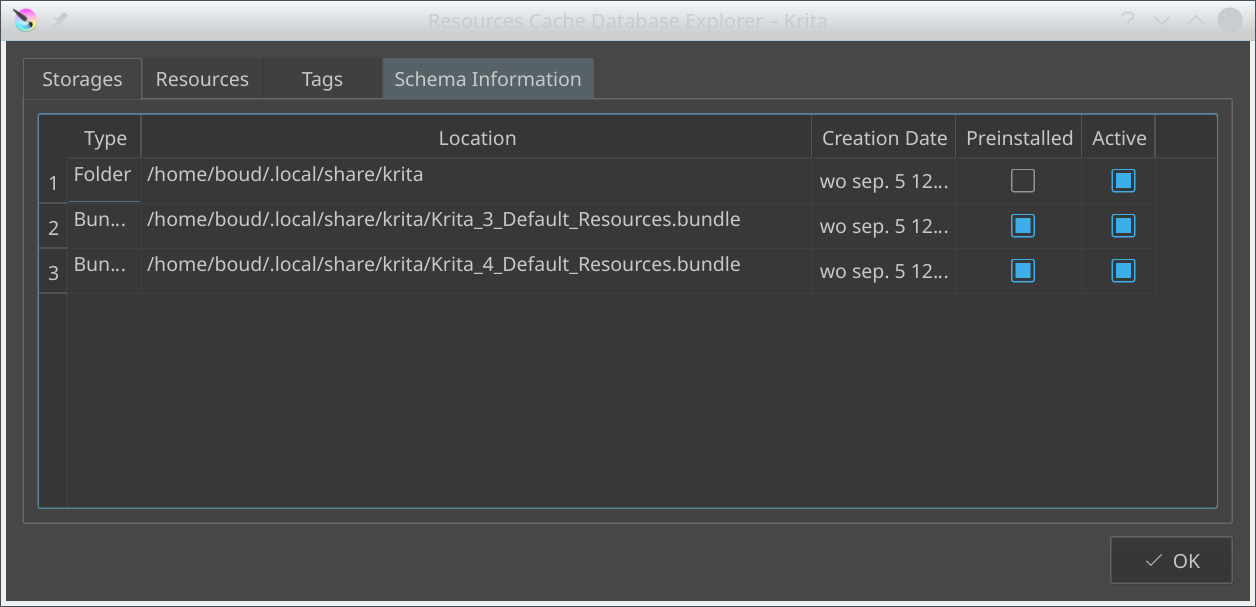 Resources Cache Database Explorer – Krita
Storages Resources Tags Schema Information
Type Location Creation Date Preinstalled Active
1 Folder /home/boud/.local/share/krita wo sep. 5 12...
2 Bun... /home/boud/.local/share/krita/Krita_3_Default_Resources.bundle wo sep. 5 12...
3 Bun... /home/boud/.local/share/krita/Krita_4_Default_Resources.bundle wo sep. 5 12...
OK